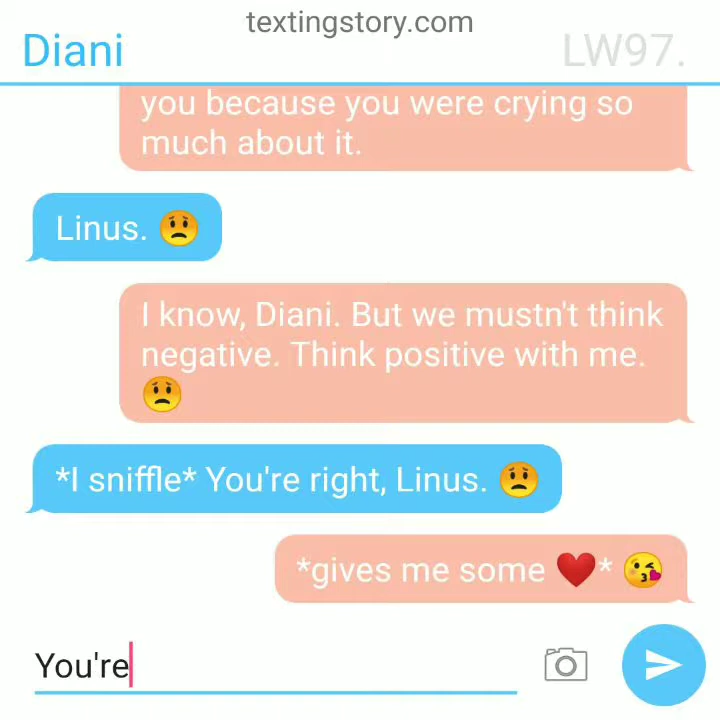 textingstory.com
Diani
LW97.
you because you were crying so
much about it.
Linus. 😟
I know, Diani. But we mustn't think
negative. Think positive with me.
😟
*I sniffle* You're right, Linus. 😟
*gives me some ❤️* 😘
You're